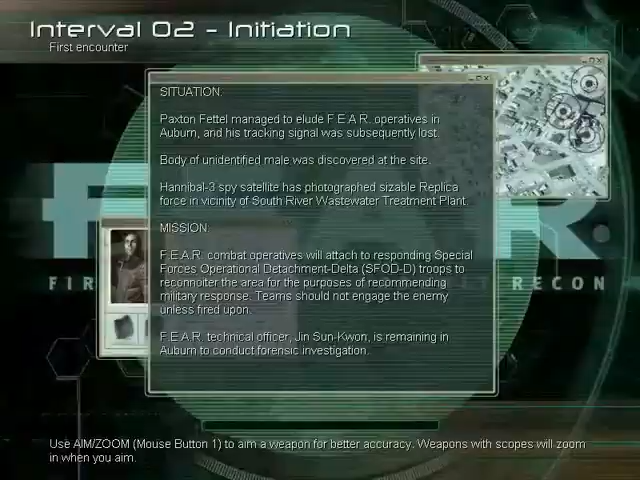 Interval 02 - Initiation
First encounter
SITUATION:
Paxton Fettel managed to elude F.E.A.R. operatives in
Auburn, and his tracking signal was subsequently lost.
Body of unidentified male was discovered at the site.
Hannibal-3 spy satellite has photographed sizable Replica
force in vicinity of South River Wastewater Treatment Plant.
MISSION:
F.E.A.R. combat operatives will attach to responding Special
Forces Operational Detachment-Delta (SFOD-D) troops to
reconnoiter the area for the purposes of recommending
military response. Teams should not engage the enemy
unless fired upon.
F.E.A.R. technical officer, Jin Sun-Kwon, is remaining in
Auburn to conduct forensic investigation.
RECON
Use AIM/ZOOM (Mouse Button 1) to aim a weapon for better accuracy. Weapons with scopes will zoom
in when you aim.